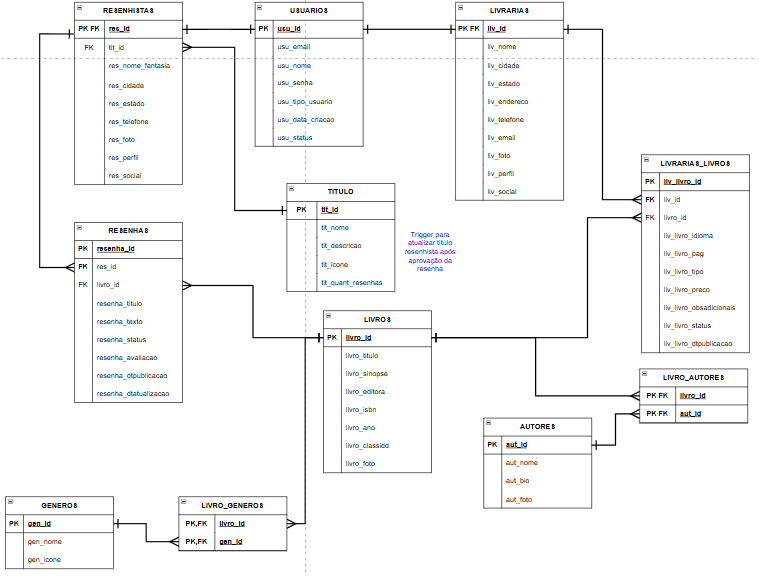 RESENHISTAS
PK FK res_id
FK tit_id
res_nome_fantasia
res_cidade
res_estado
res_telefone
res_foto
res_perfil
res_social
USUARIOS
PK usu_id
usu_email
usu_nome
usu_senha
usu_tipo_usuario
usu_data_criacao
usu_status
LIVRARIAS
PK FK liv_id
liv_nome
liv_cidade
liv_estado
liv_endereco
liv_telefone
liv_email
liv_foto
liv_perfil
liv_social
LIVRARIAS_LIVROS
PK liv_livro_id
FK liv_id
FK livro_id
liv_livro_idioma
liv_livro_pag
liv_livro_tipo
liv_livro_preco
liv_livro_obsadicionais
liv_livro_status
liv_livro_dtpublicacao
TITULO
PK tit_id
tit_nome
tit_descricao
tit_icone
tit_quant_resenhas
Trigger para
atualizar titulo
resenhista após
aprovação da
resenha
RESENHAS
PK resenha_id
FK res_id
FK livro_id
resenha_titulo
resenha_texto
resenha_status
resenha_avaliacao
resenha_dtpublicacao
resenha_dtatualizacao
LIVROS
PK livro_id
livro_titulo
livro_sinopse
livro_editora
livro_isbn
livro_ano
livro_classidd
livro_foto
LIVRO_AUTORES
PK FK livro_id
PK FK aut_id
AUTORES
PK aut_id
aut_nome
aut_bio
aut_foto
GENEROS
PK gen_id
gen_nome
gen_icone
LIVRO_GENEROS
PK,FK livro_id
PK,FK gen_id